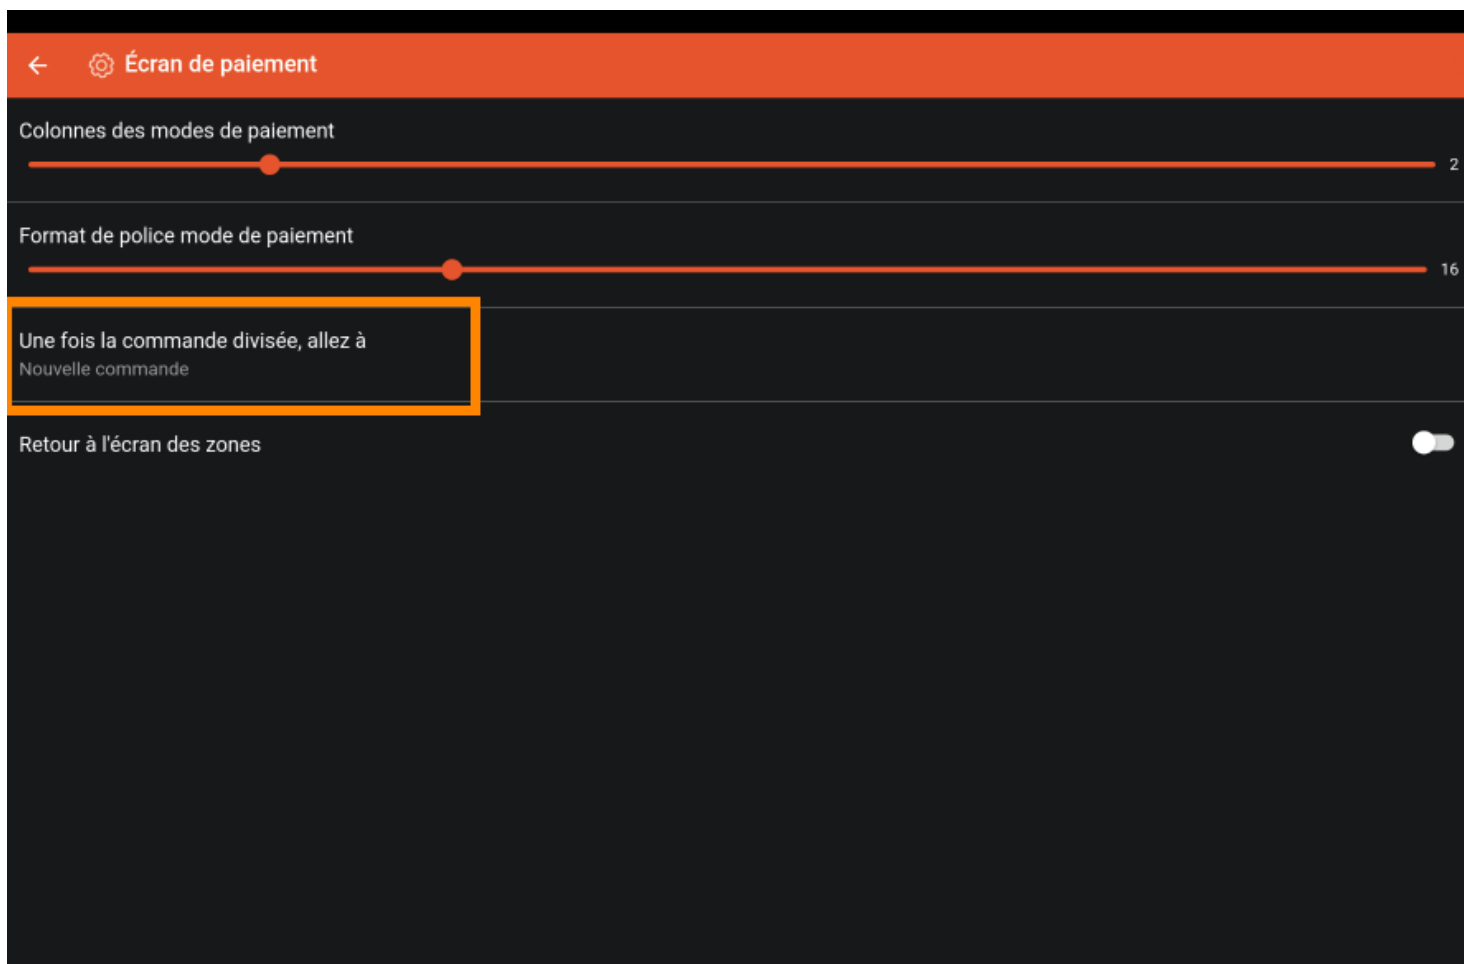 Écran de paiement
Colonnes des modes de paiement
2
Format de police mode de paiement
16
Une fois la commande divisée, allez à
Nouvelle commande
Retour à l'écran des zones